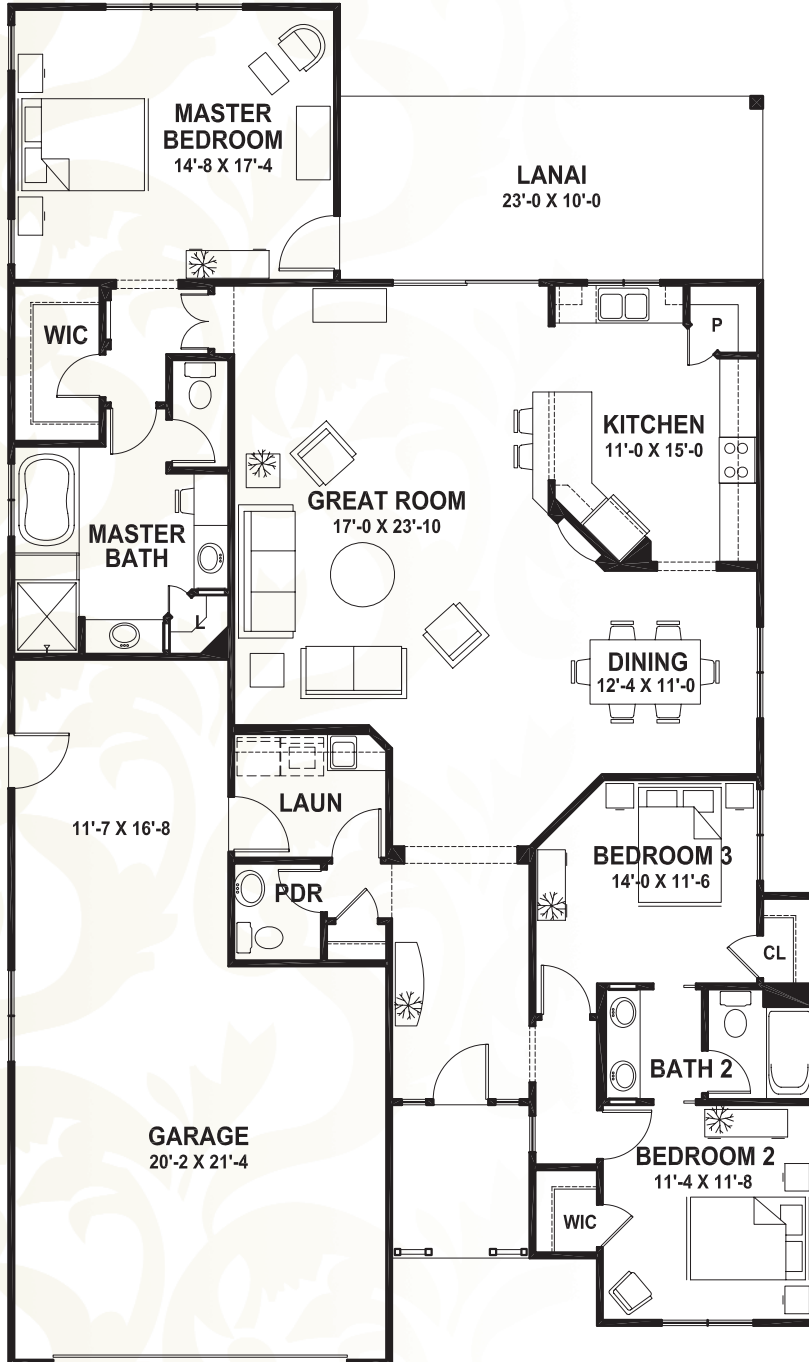 MASTER
BEDROOM
14'-8 X 17'-4
LANAI
23'-0 X 10'-0
WIC
P
KITCHEN
11'-0 X 15'-0
GREAT ROOM
17'-0 X 23'-10
MASTER
BATH
L
DINING
12'-4 X 11'-0
LAUN
11'-7 X 16'-8
BEDROOM 3
14'-0 X 11'-6
PDR
CL
BATH 2
GARAGE
20'-2 X 21'-4
BEDROOM 2
11'-4 X 11'-8
WIC